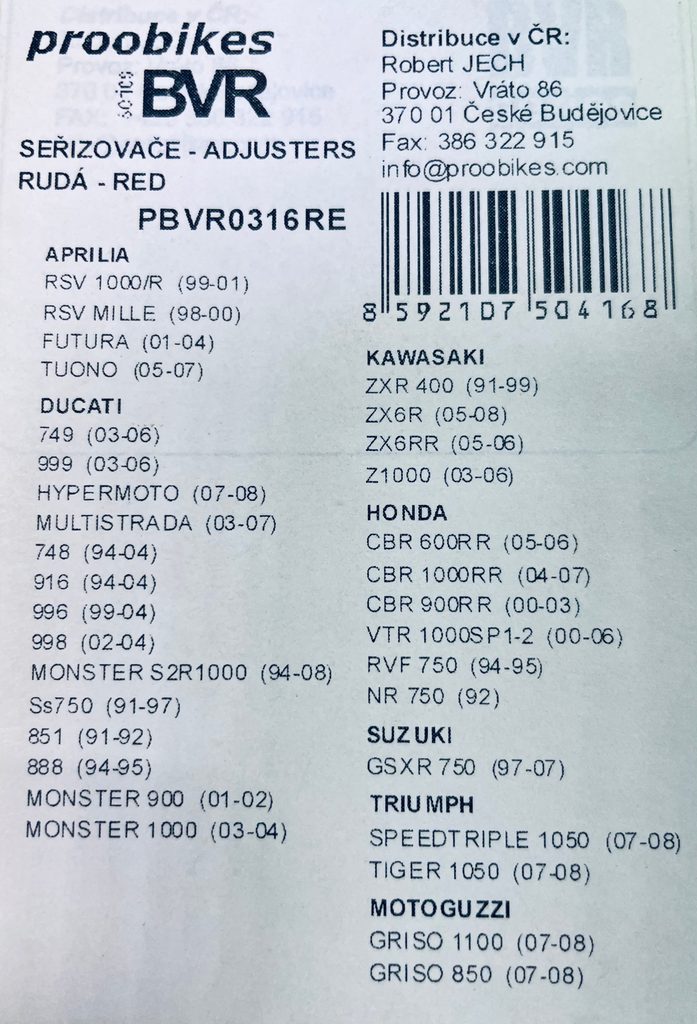 proobikes
BVR
SEŘIZOVAČE - ADJUSTERS
RUDÁ - RED
PBVR0316RE
APRILIA
RSV 1000/R (99-01)
RSV MILLE (98-00)
FUTURA (01-04)
TUONO (05-07)
DUCATI
749 (03-06)
999 (03-06)
HYPERMOTO (07-08)
MULTISTRADA (03-07)
748 (94-04)
916 (94-04)
996 (99-04)
998 (02-04)
MONSTER S2R1000 (94-08)
Ss750 (91-97)
851 (91-92)
888 (94-95)
MONSTER 900 (01-02)
MONSTER 1000 (03-04)
Distribuce v ČR:
Robert JECH
Provoz: Vráto 86
370 01 České Budějovice
Fax: 386 322 915
info@proobikes.com
8 592107 504168
KAWASAKI
ZXR 400 (91-99)
ZX6R (05-08)
ZX6RR (05-06)
Z1000 (03-06)
HONDA
CBR 600RR (05-06)
CBR 1000RR (04-07)
CBR 900RR (00-03)
VTR 1000SP1-2 (00-06)
RVF 750 (94-95)
NR 750 (92)
SUZUKI
GSXR 750 (97-07)
TRIUMPH
SPEEDTRIPLE 1050 (07-08)
TIGER 1050 (07-08)
MOTOGUZZI
GRISO 1100 (07-08)
GRISO 850 (07-08)